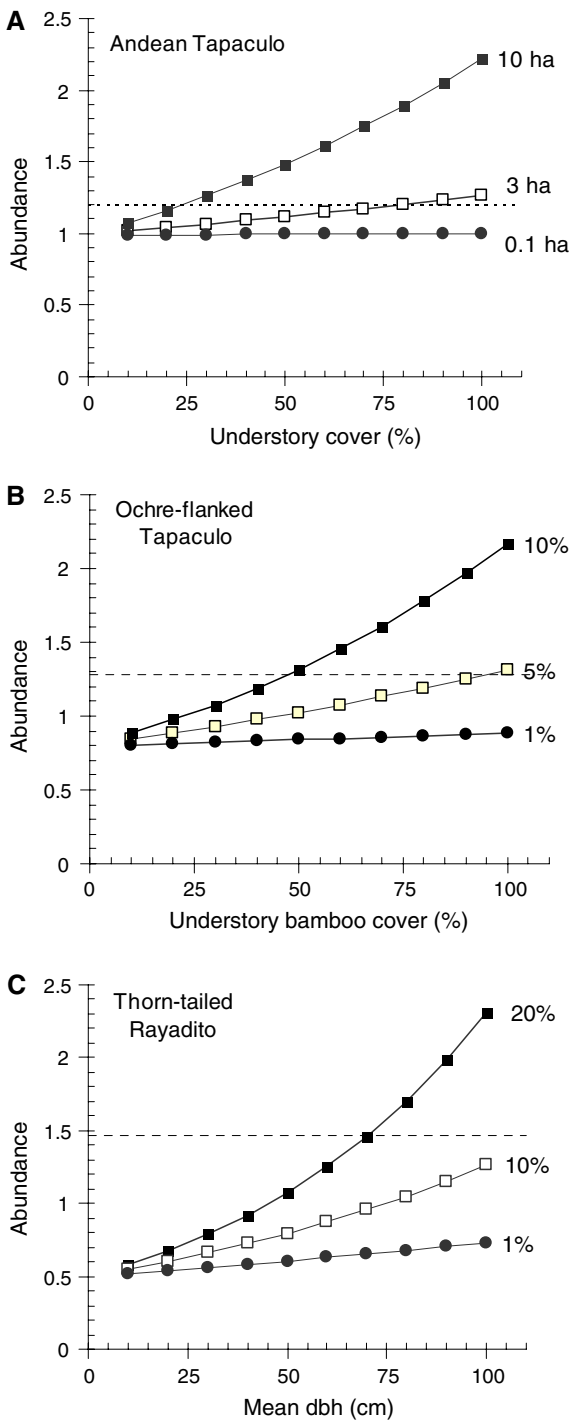 A
Andean Tapaculo
2.5
2
1.5
1
0.5
0
Abundance
10 ha
3 ha
0.1 ha
0 25 50 75 100
Understory cover (%)
B
Ochre-flanked
Tapaculo
2.5
2
1.5
1
0.5
0
Abundance
10%
5%
1%
0 25 50 75 100
Understory bamboo cover (%)
C
Thorn-tailed
Rayadito
2.5
2
1.5
1
0.5
0
Abundance
20%
10%
1%
0 25 50 75 100
Mean dbh (cm)